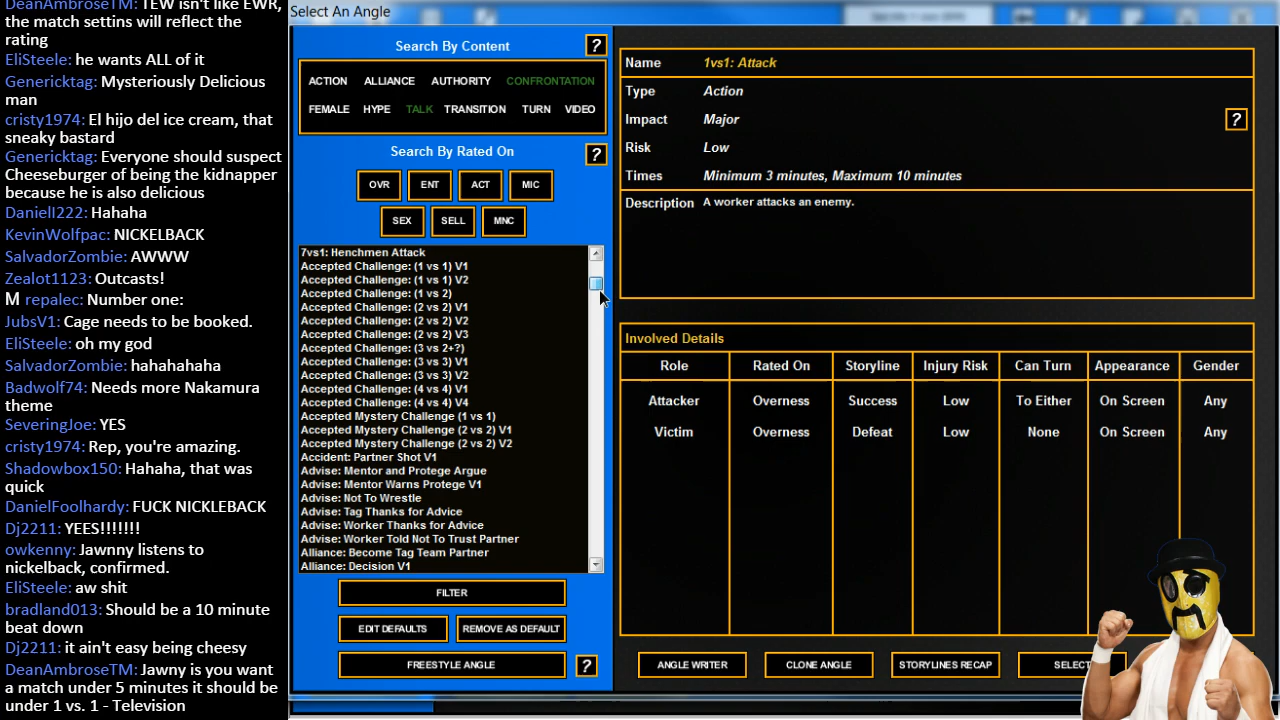 DeanAmbroseTM: TEW isn't like EWR,
the match settins will reflect the
rating
EliSteele: he wants ALL of it
Genericktag: Mysteriously Delicious
man
cristy1974: El hijo del ice cream, that
sneaky bastard
Genericktag: Everyone should suspect
Cheeseburger of being the kidnapper
because he is also delicious
DanielI222: Hahaha
KevinWolfpac: NICKELBACK
SalvadorZombie: AWWW
Zealot1123: Outcasts!
M repalec: Number one:
JubsV1: Cage needs to be booked.
EliSteele: oh my god
SalvadorZombie: hahahahaha
Badwolf74: Needs more Nakamura
theme
SeveringJoe: YES
cristy1974: Rep, you're amazing.
Shadowbox150: Hahaha, that was
quick
DanielFoolhardy: FUCK NICKLEBACK
Dj2211: YEES!!!!!!!
owkenny: Jawnny listens to
nickelback, confirmed.
EliSteele: aw shit
bradland013: Should be a 10 minute
beat down
Dj2211: it ain't easy being cheesy
DeanAmbroseTM: Jawny is you want
a match under 5 minutes it should be
under 1 vs. 1 - Television
Select An Angle
Search By Content ?
ACTION ALLIANCE AUTHORITY CONFRONTATION
FEMALE HYPE TALK TRANSITION TURN VIDEO
Search By Rated On ?
OVR ENT ACT MIC
SEX SELL MNC
7vs1: Henchmen Attack
Accepted Challenge: (1 vs 1) V1
Accepted Challenge: (1 vs 1) V2
Accepted Challenge: (1 vs 2)
Accepted Challenge: (2 vs 2) V1
Accepted Challenge: (2 vs 2) V2
Accepted Challenge: (2 vs 2) V3
Accepted Challenge: (3 vs 2+?)
Accepted Challenge: (3 vs 3) V1
Accepted Challenge: (3 vs 3) V2
Accepted Challenge: (4 vs 4) V1
Accepted Challenge: (4 vs 4) V4
Accepted Mystery Challenge (1 vs 1)
Accepted Mystery Challenge (2 vs 2) V1
Accepted Mystery Challenge (2 vs 2) V2
Accident: Partner Shot V1
Advise: Mentor and Protege Argue
Advise: Mentor Warns Protege V1
Advise: Not To Wrestle
Advise: Tag Thanks for Advice
Advise: Worker Thanks for Advice
Advise: Worker Told Not To Trust Partner
Alliance: Become Tag Team Partner
Alliance: Decision V1
FILTER
EDIT DEFAULTS REMOVE AS DEFAULT
FREESTYLE ANGLE ?
Name 1vs1: Attack
Type Action
Impact Major ?
Risk Low
Times Minimum 3 minutes, Maximum 10 minutes
Description A worker attacks an enemy.
Involved Details
Role Rated On Storyline Injury Risk Can Turn Appearance Gender
Attacker Overness Success Low To Either On Screen Any
Victim Overness Defeat Low None On Screen Any
ANGLE WRITER CLONE ANGLE STORYLINES RECAP SELECT